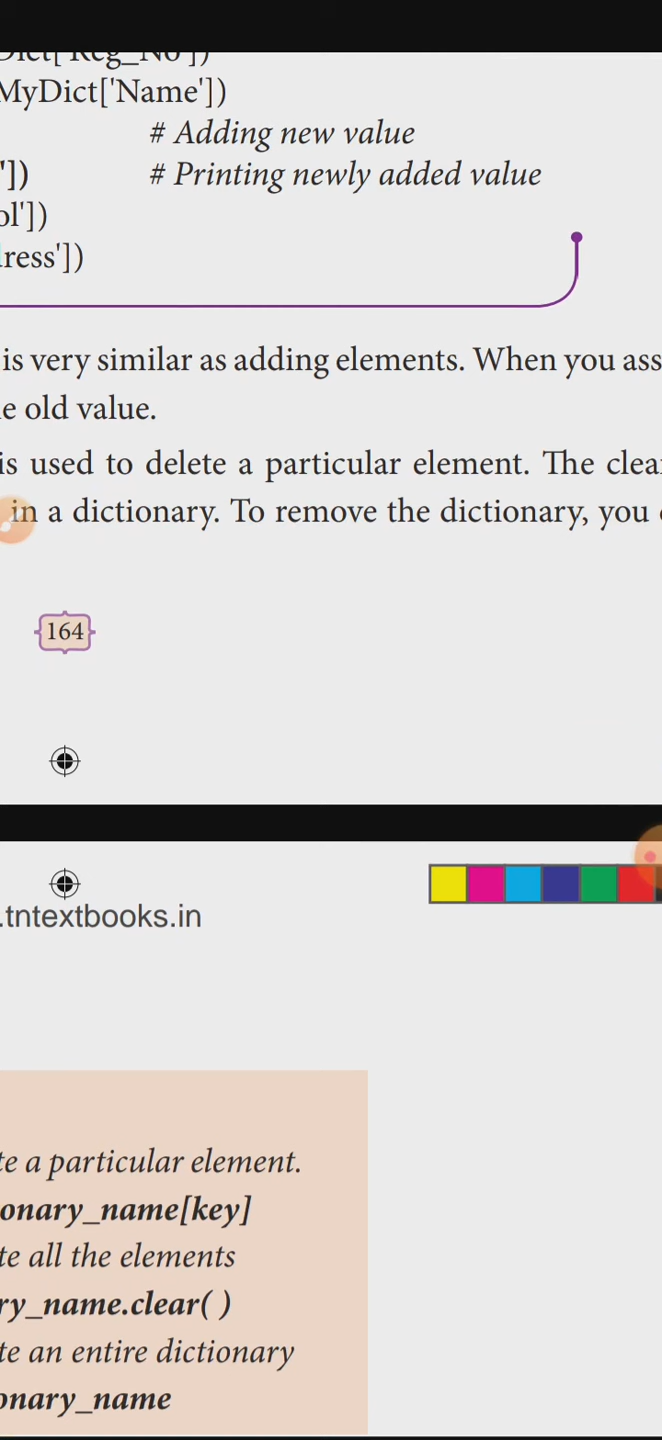 MyDict['Name'])
# Adding new value
']) # Printing newly added value
ol'])
dress'])
is very similar as adding elements. When you ass
e old value.
is used to delete a particular element. The clea
in a dictionary. To remove the dictionary, you
164
.tntextbooks.in
te a particular element.
onary_name[key]
te all the elements
ry_name.clear( )
te an entire dictionary
onary_name